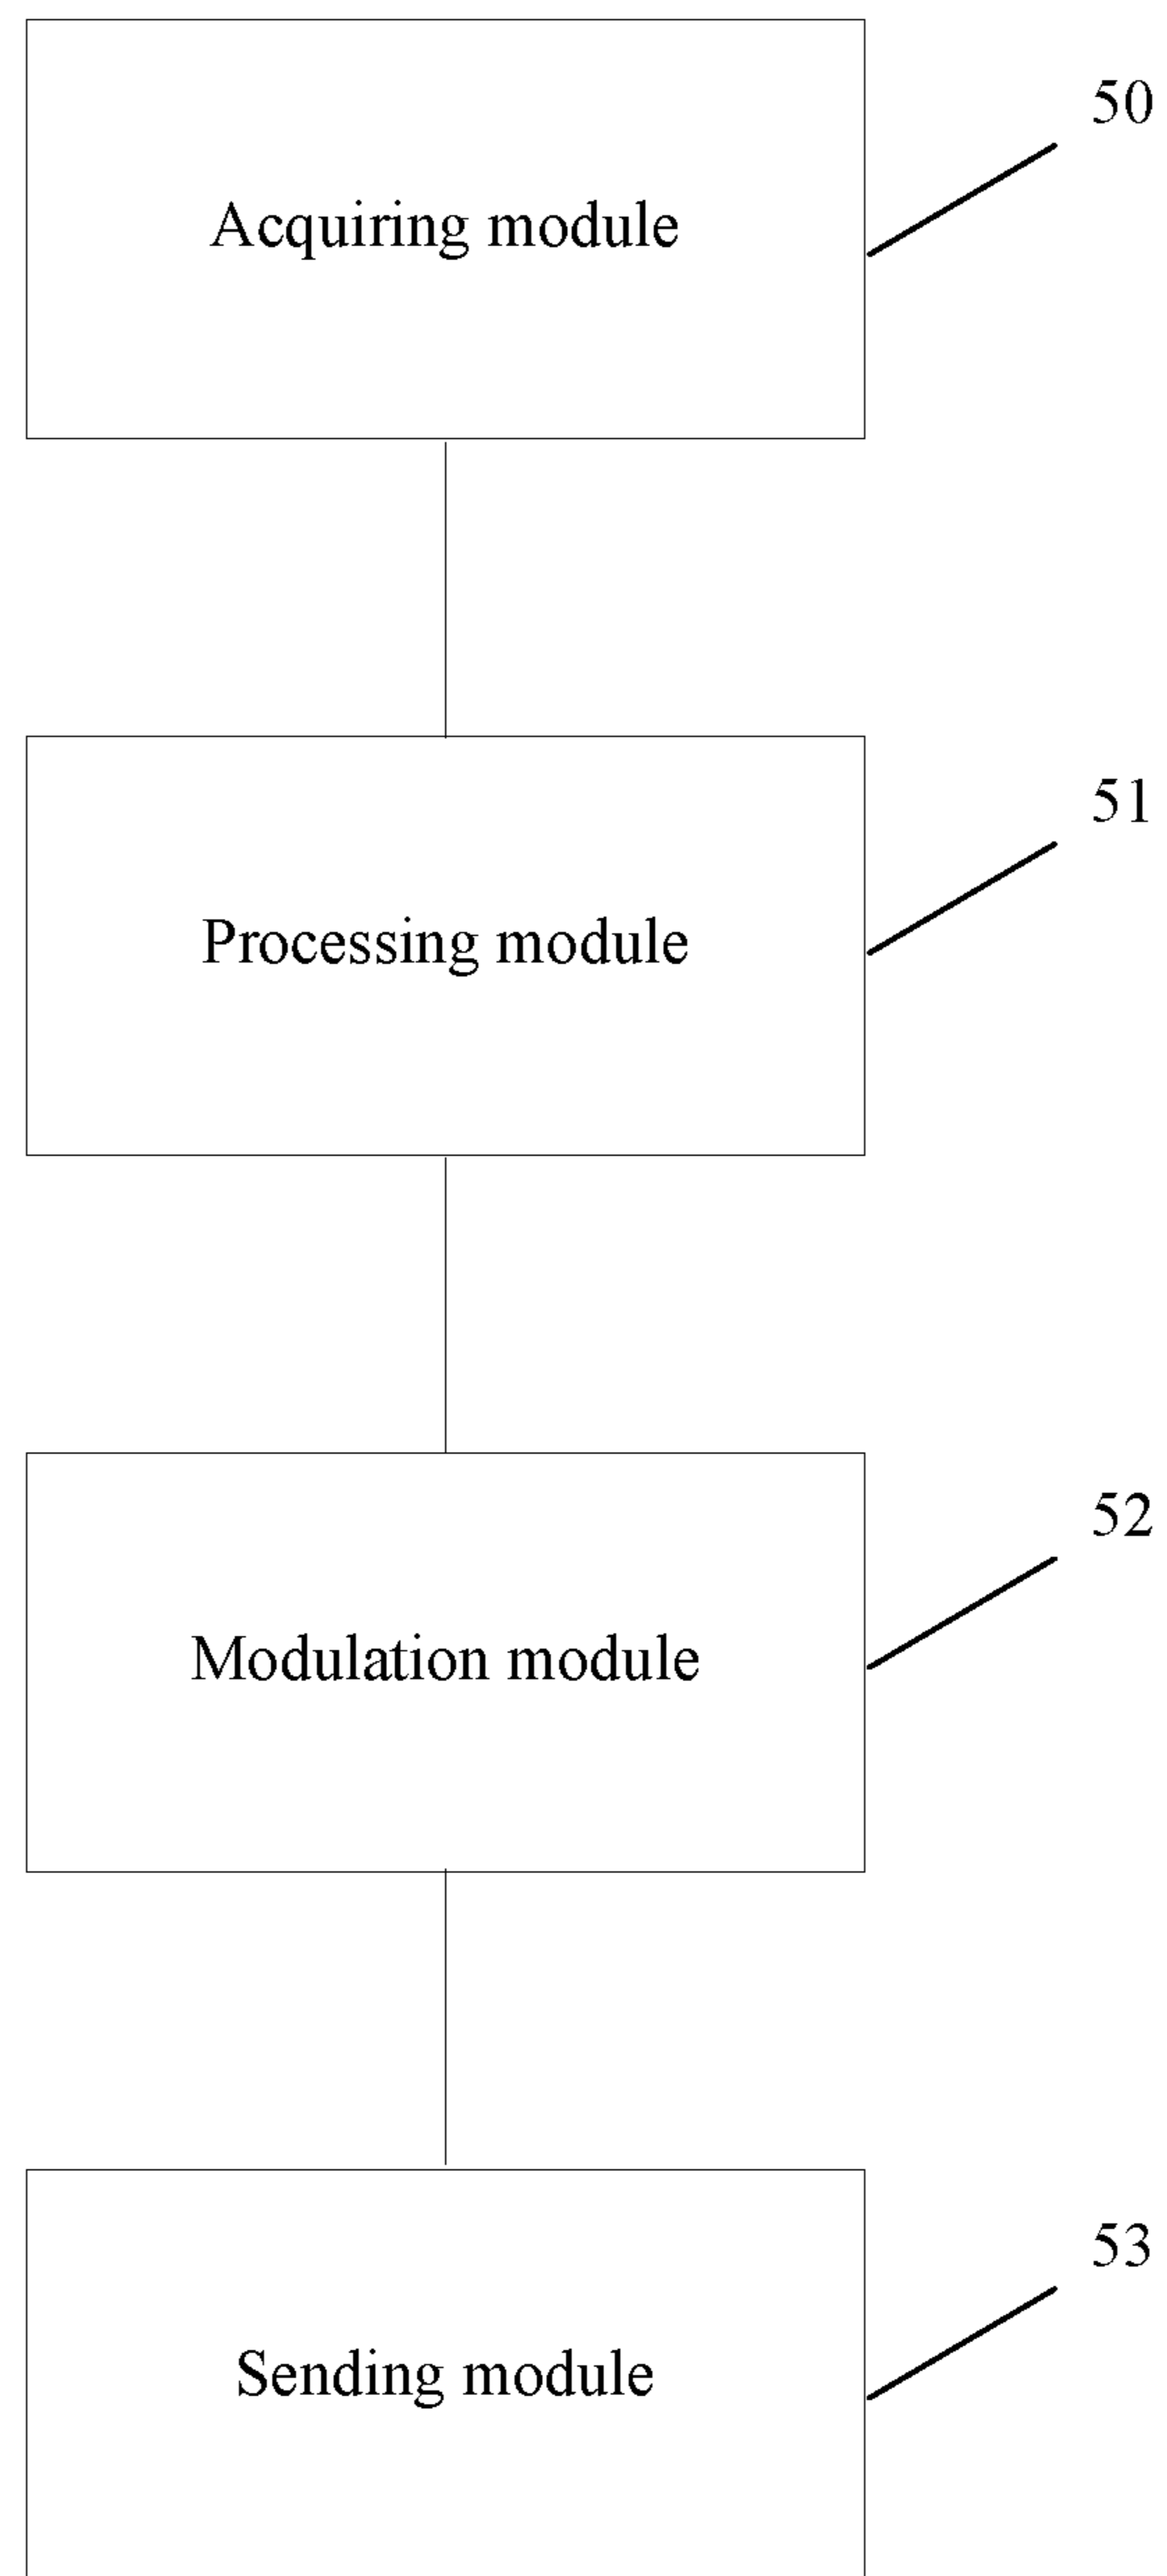 50
Acquiring module
51
Processing module
52
Modulation module
53
Sending module